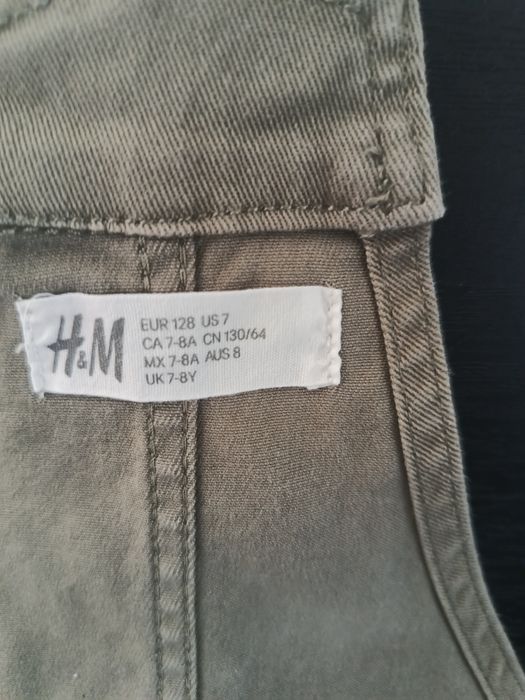 H&M
EUR 128 US 7
CA 7-8A CN 130/64
MX 7-8A AUS 8
UK 7-8Y